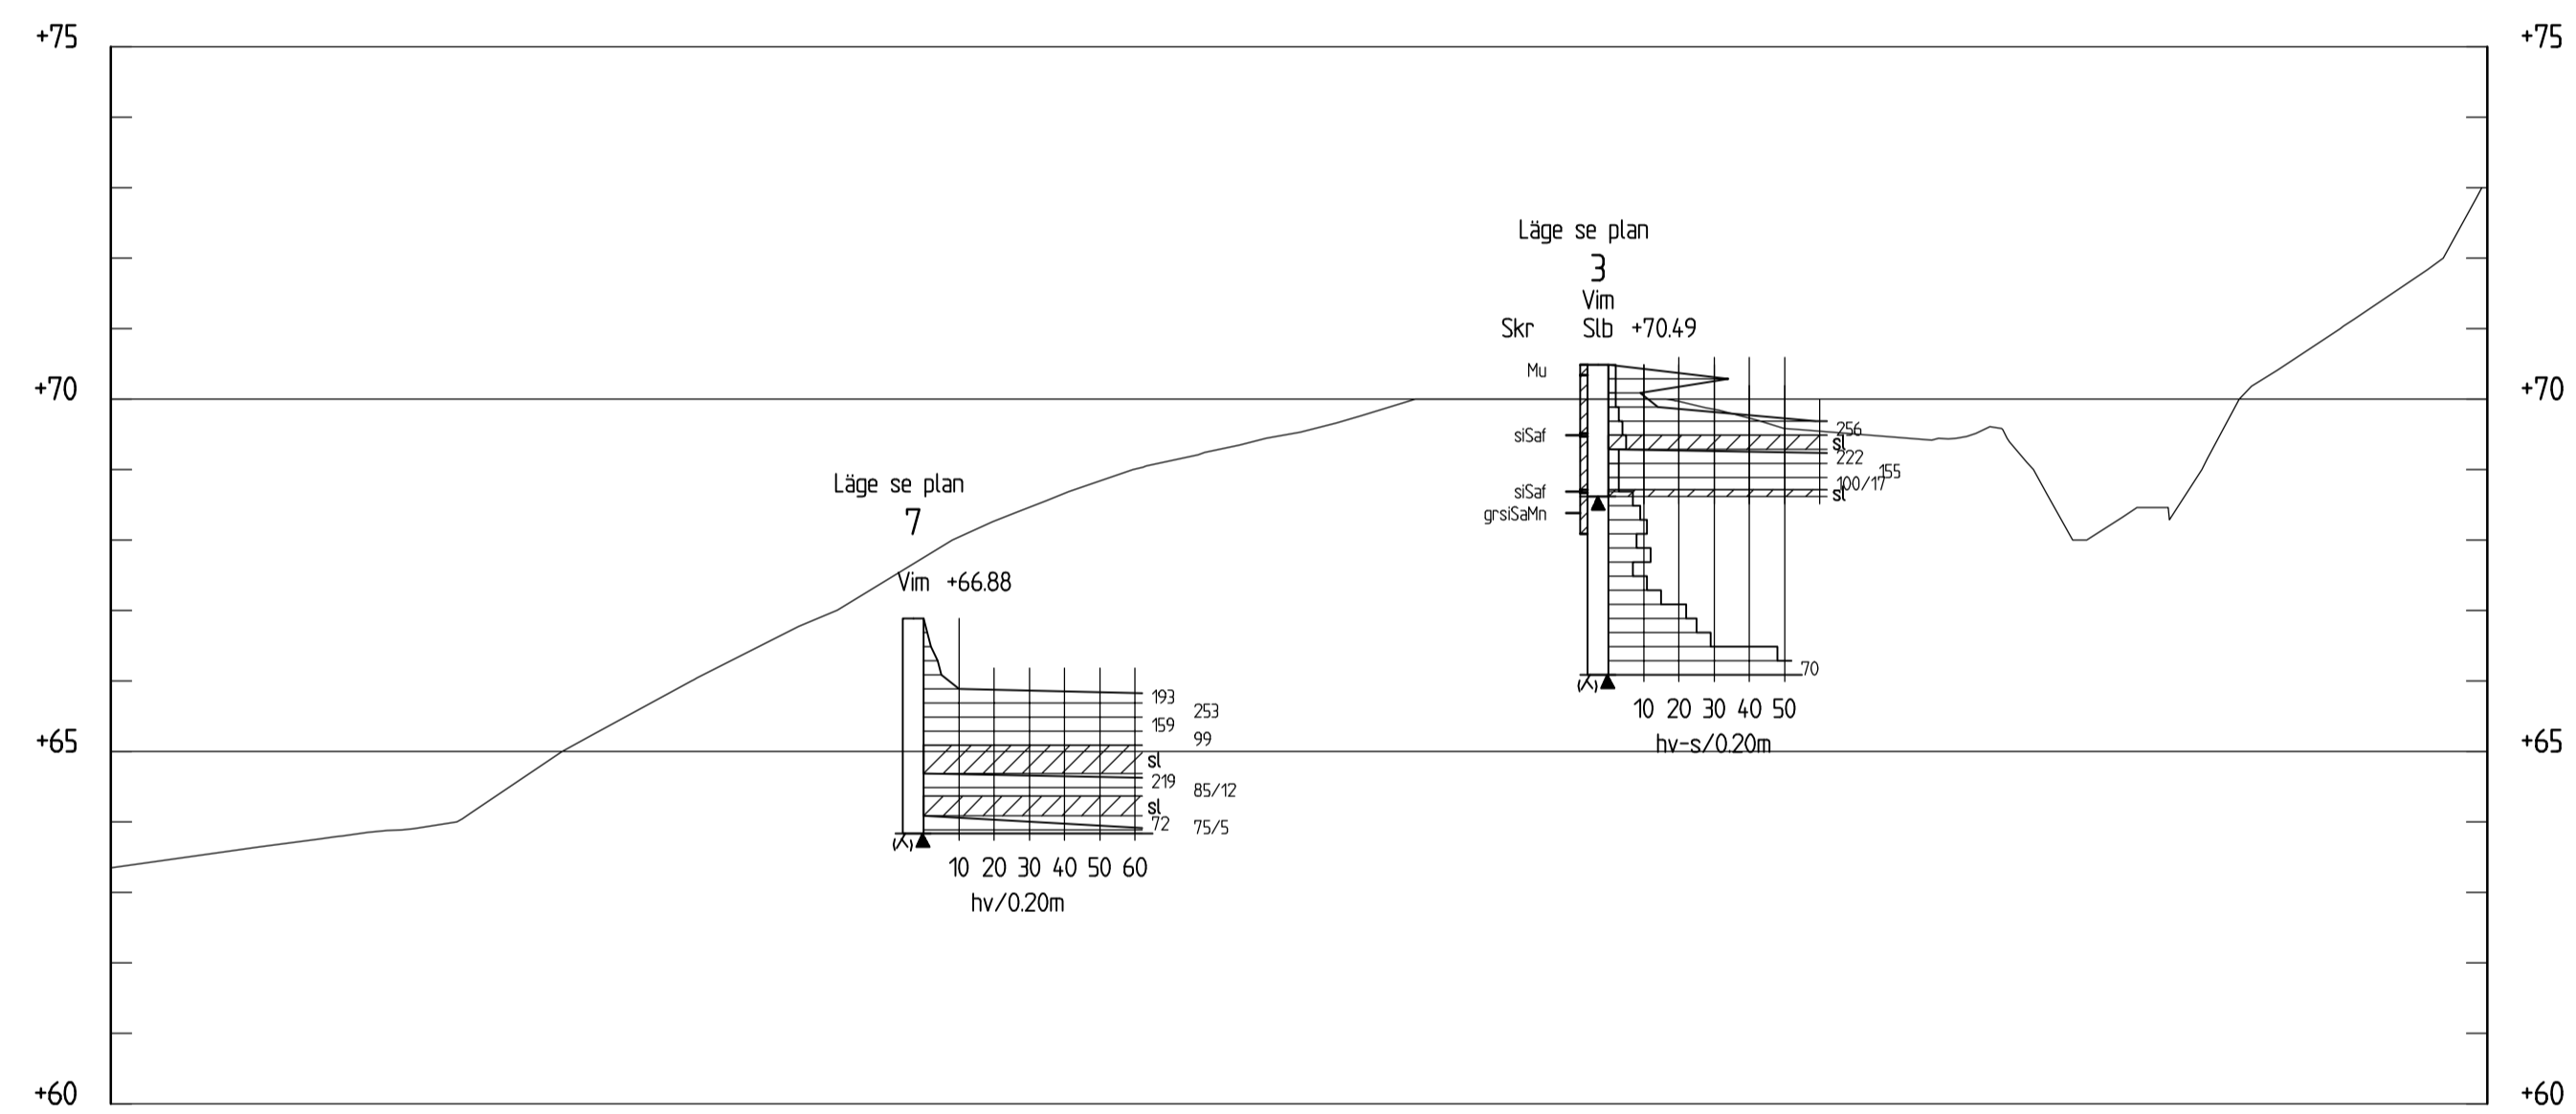 +75
+75
Läge se plan
3
Vim
Skr Slb +70.49
Mu
+70
+70
siSaf
256
sl
222
155
100/17
siSaf
sl
grsiSaMn
Läge se plan
7
Vim +66.88
70
10 20 30 40 50
hv-s/0.20m
193
253
159
99
+65
+65
sl
219
85/12
sl
72
75/5
10 20 30 40 50 60
hv/0.20m
+60
+60